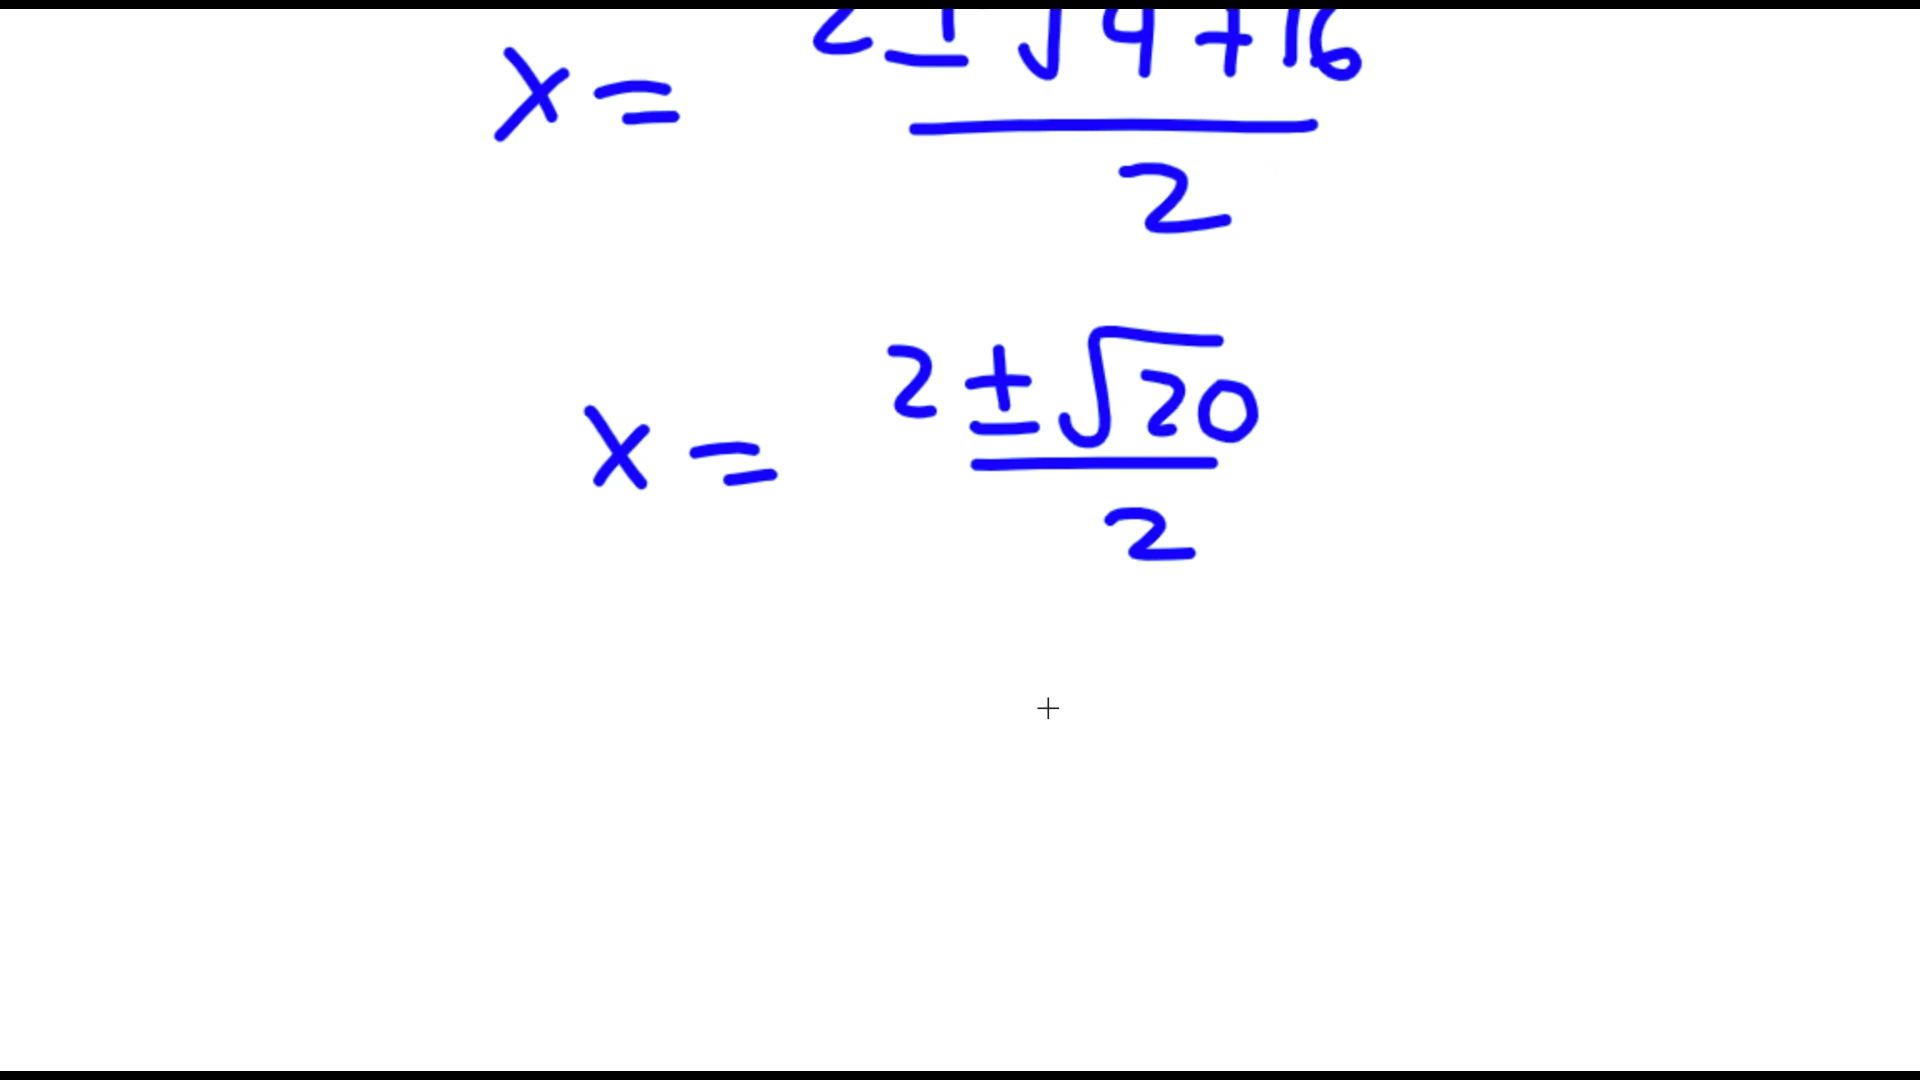 x = (2 ± √4 + 16) / 2
x = (2 ± √20) / 2